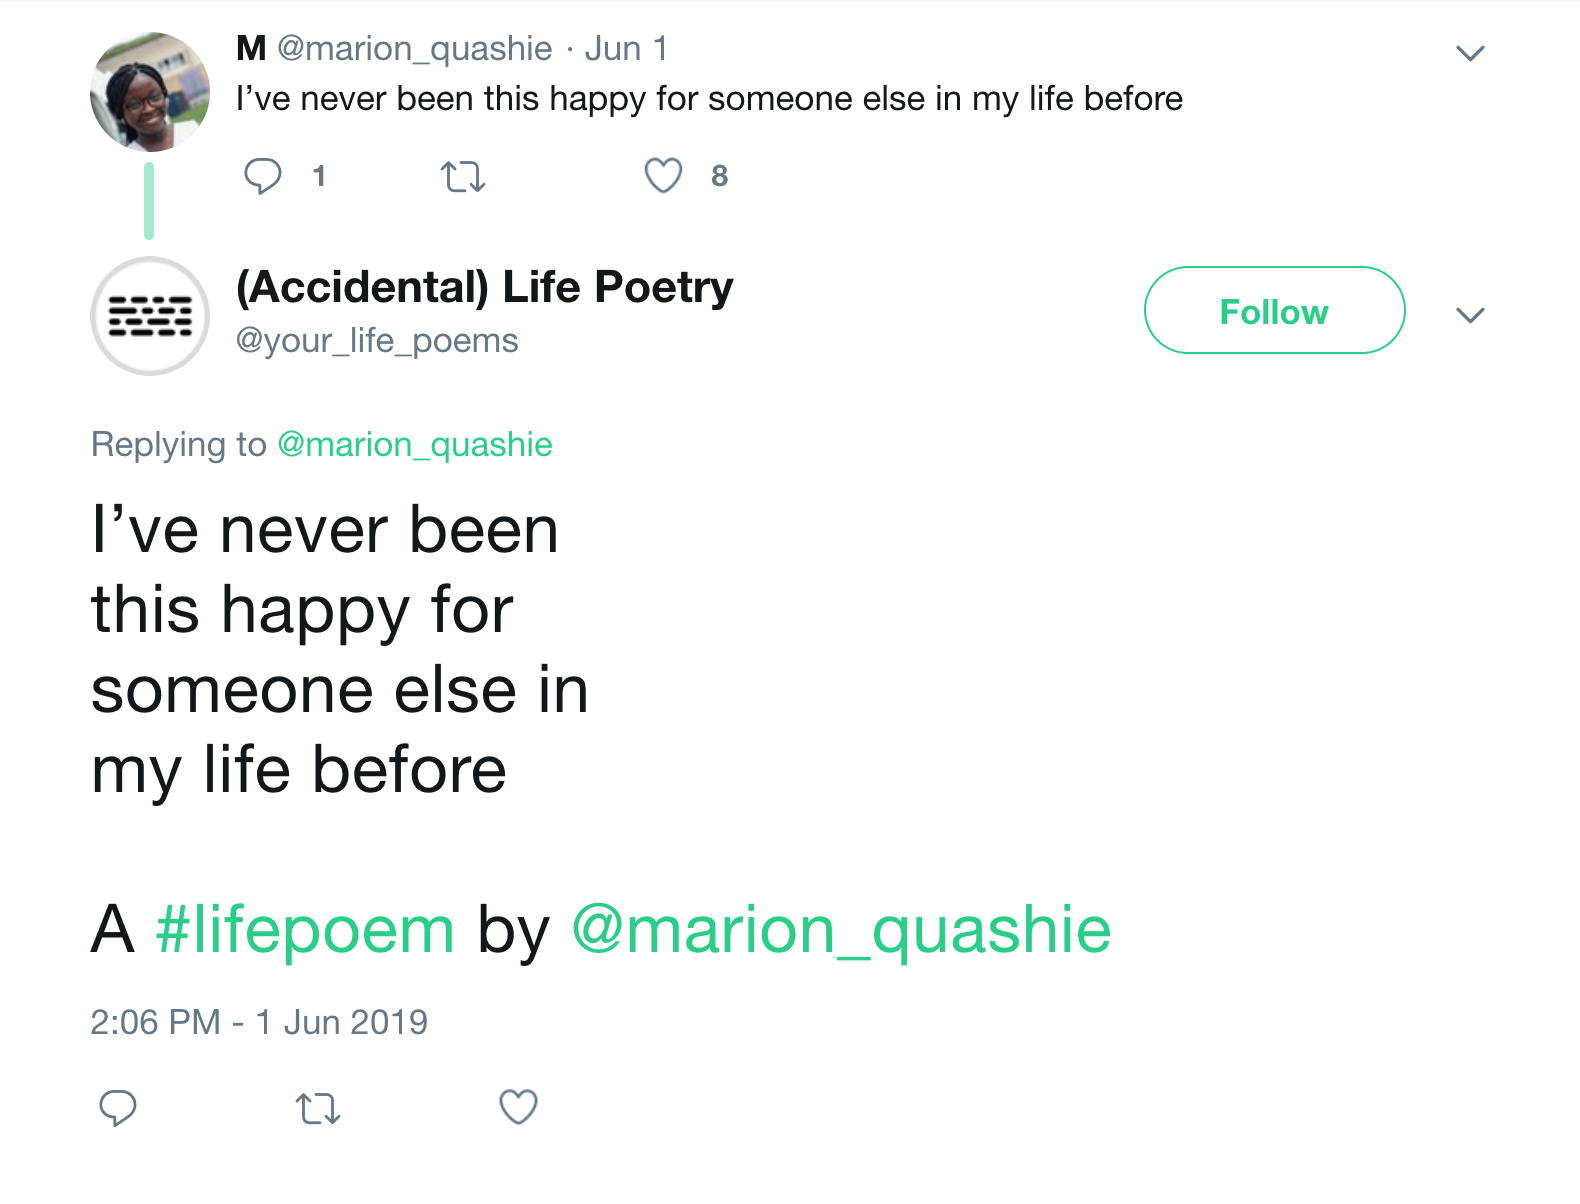 M @marion_quashie · Jun 1
I’ve never been this happy for someone else in my life before
1 8
(Accidental) Life Poetry
@your_life_poems
Follow
Replying to @marion_quashie
I’ve never been
this happy for
someone else in
my life before
A #lifepoem by @marion_quashie
2:06 PM - 1 Jun 2019